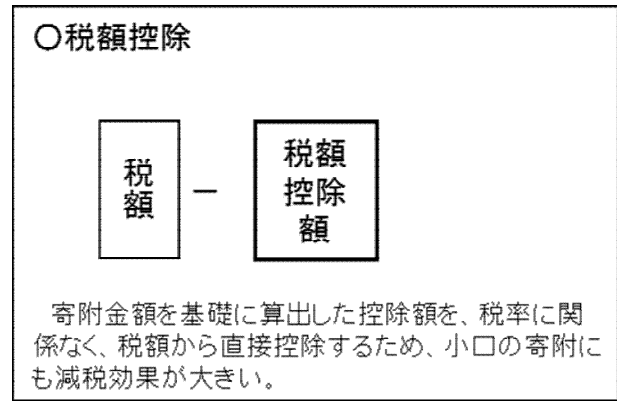 ○税額控除
税額
－
税額
控除
額
寄附金額を基礎に算出した控除額を、税率に関
係なく、税額から直接控除するため、小口の寄附に
も減税効果が大きい。